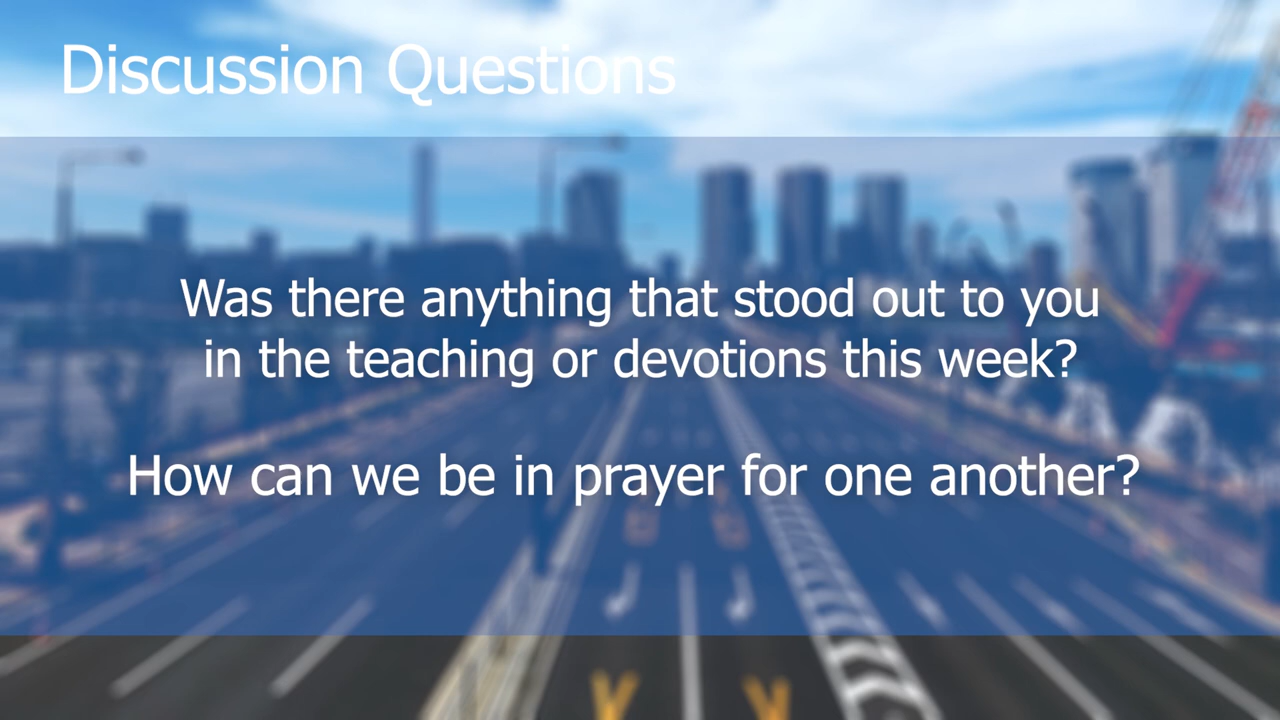 Discussion Questions
Was there anything that stood out to you
in the teaching or devotions this week?
How can we be in prayer for one another?